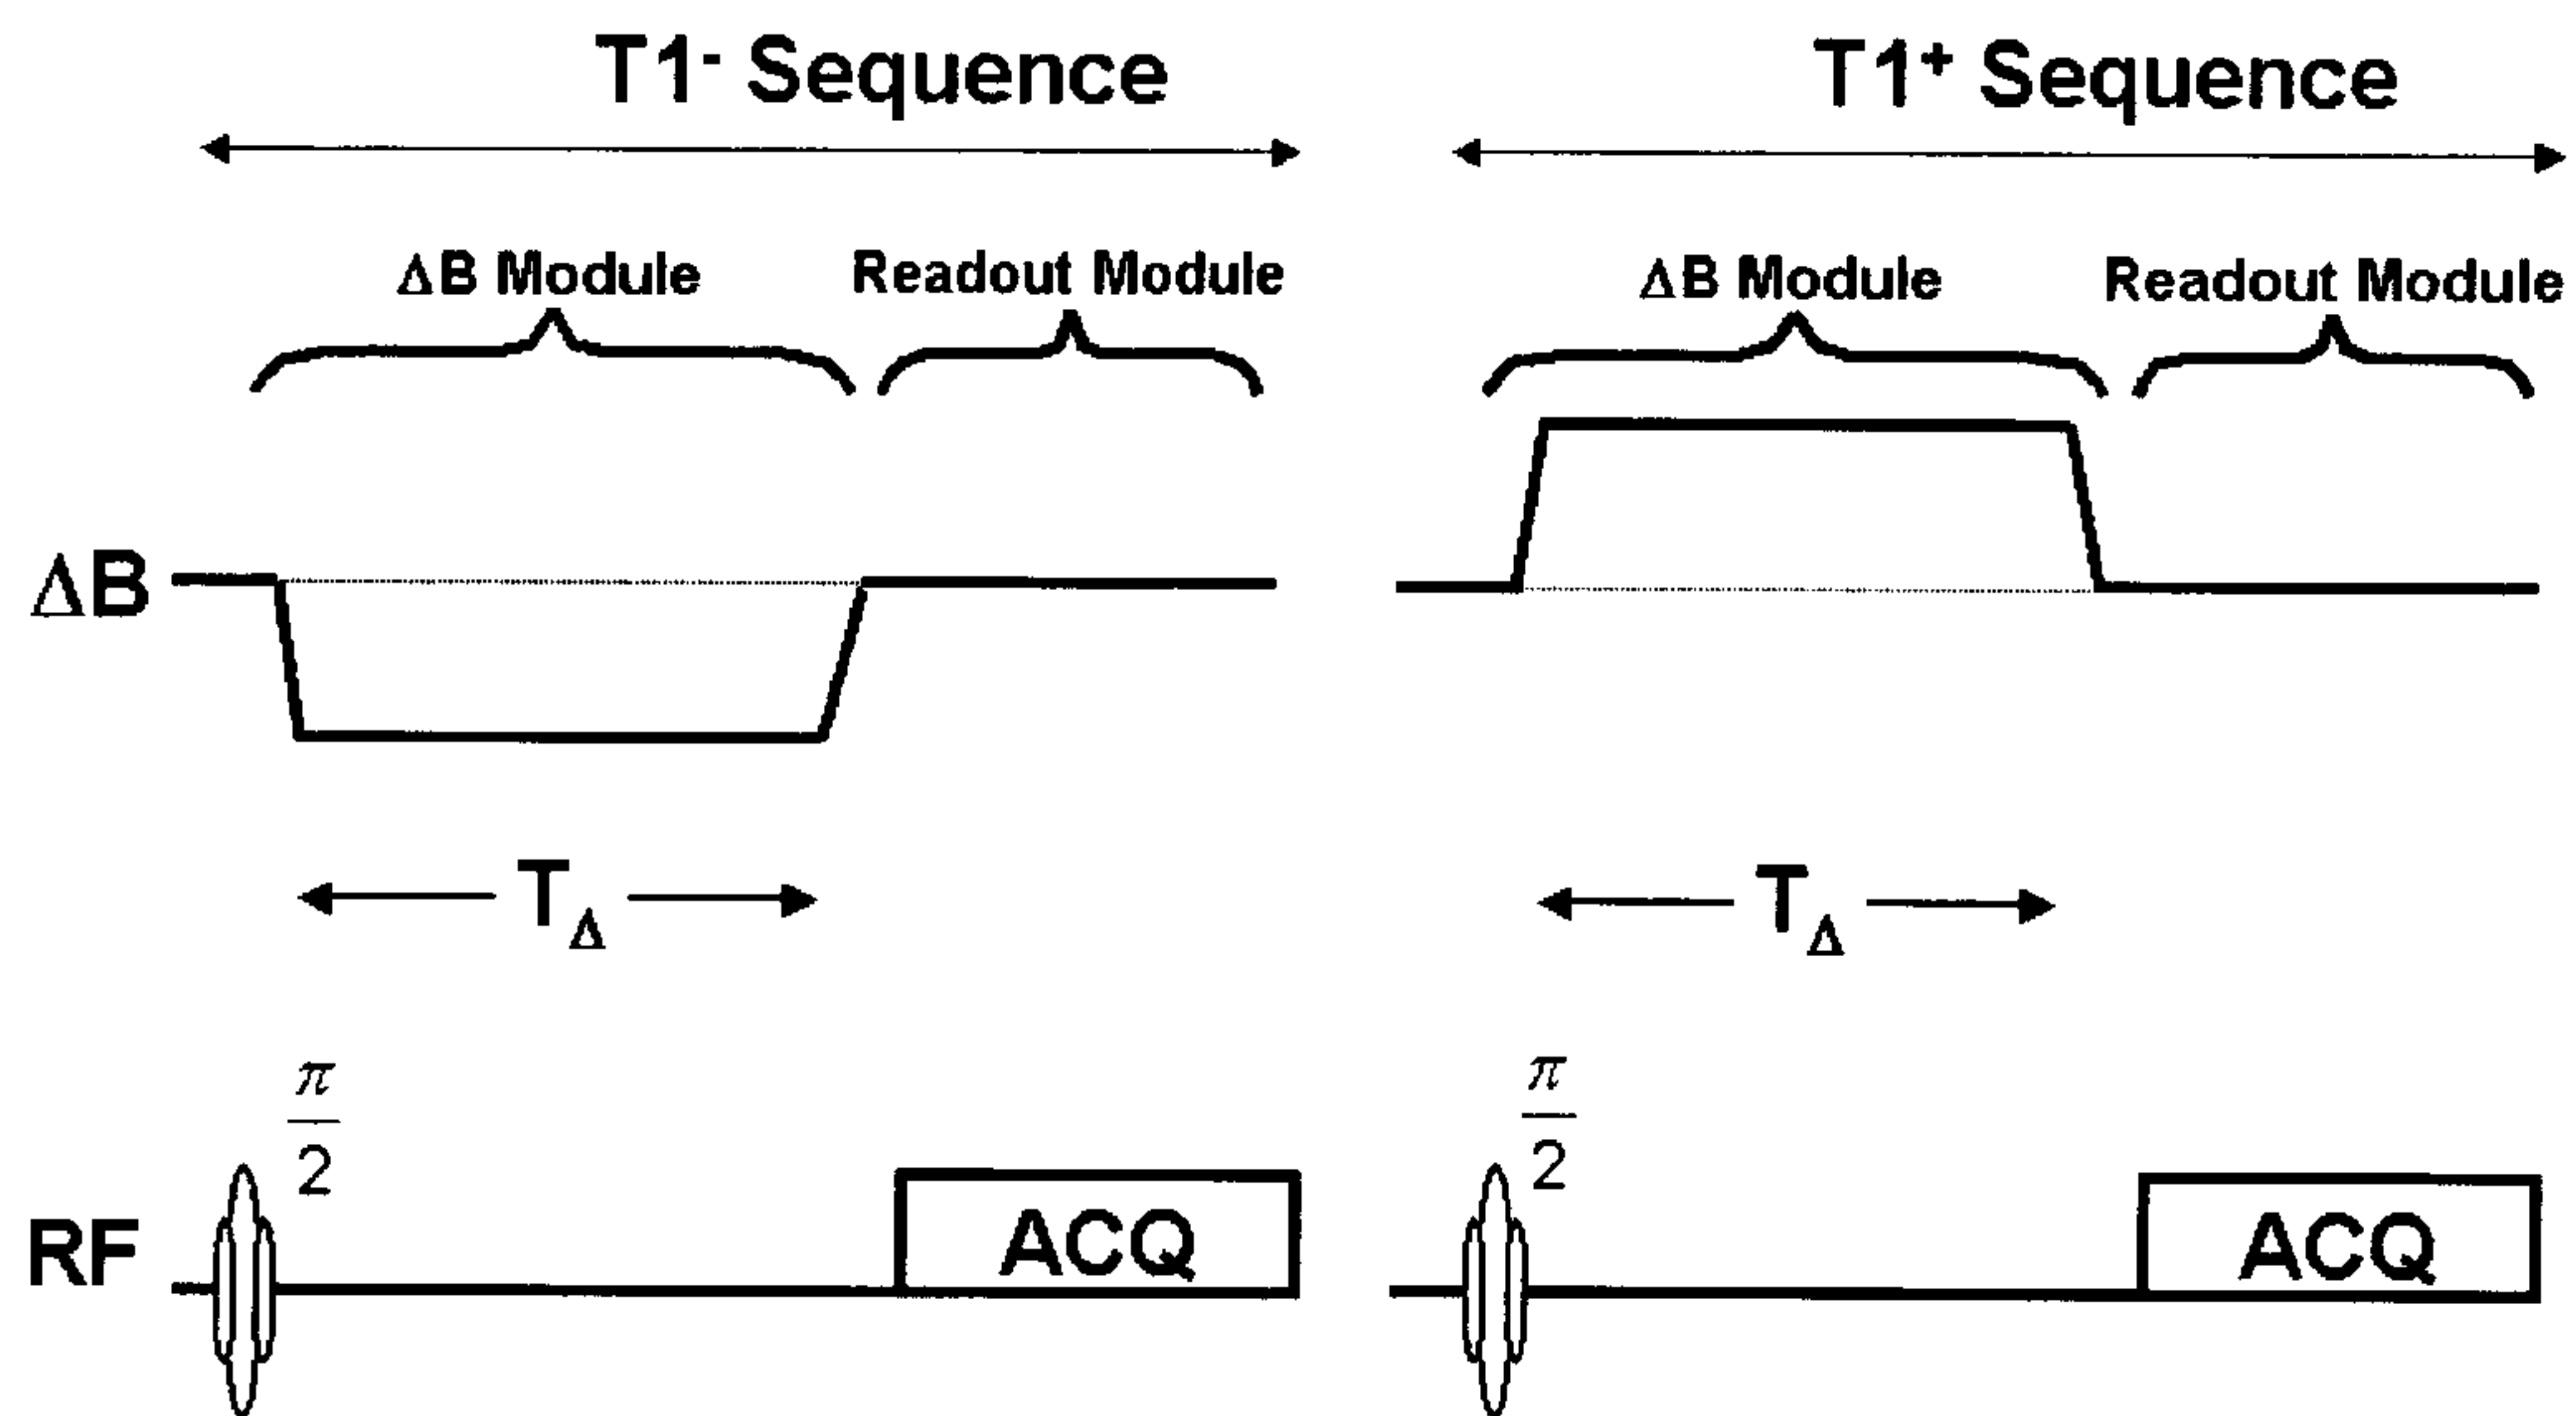 T1⁻ Sequence T1⁺ Sequence
ΔB Module Readout Module ΔB Module Readout Module
ΔB
T_Δ T_Δ
π/2 π/2
RF ACQ ACQ